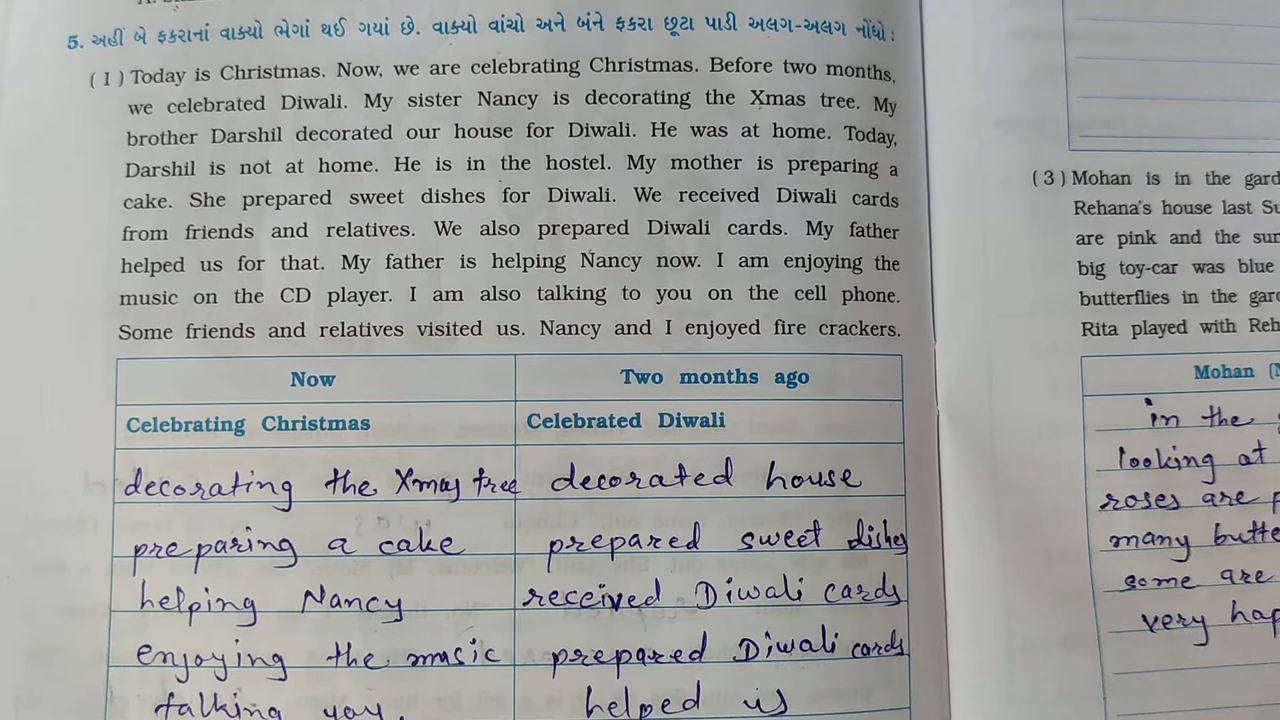 5. અહીં બે ફકરાનાં વાક્યો ભેગાં થઈ ગયાં છે. વાક્યો વાંચો અને બંને ફકરા છૂટા પાડી અલગ-અલગ નોંધો :
( 1 ) Today is Christmas. Now, we are celebrating Christmas. Before two months,
we celebrated Diwali. My sister Nancy is decorating the Xmas tree. My
brother Darshil decorated our house for Diwali. He was at home. Today,
Darshil is not at home. He is in the hostel. My mother is preparing a
cake. She prepared sweet dishes for Diwali. We received Diwali cards
from friends and relatives. We also prepared Diwali cards. My father
helped us for that. My father is helping Nancy now. I am enjoying the
music on the CD player. I am also talking to you on the cell phone.
Some friends and relatives visited us. Nancy and I enjoyed fire crackers.
Now Two months ago
Celebrating Christmas Celebrated Diwali
decorating the Xmas tree decorated house
preparing a cake prepared sweet dishes
helping Nancy received Diwali cards
enjoying the music prepared Diwali cards
talking you. helped us
( 3 ) Mohan is in the gard
Rehana's house last Su
are pink and the sun
big toy-car was blue
butterflies in the gard
Rita played with Reh
Mohan (N
in the
looking at
roses are p
many butte
some are
very hap